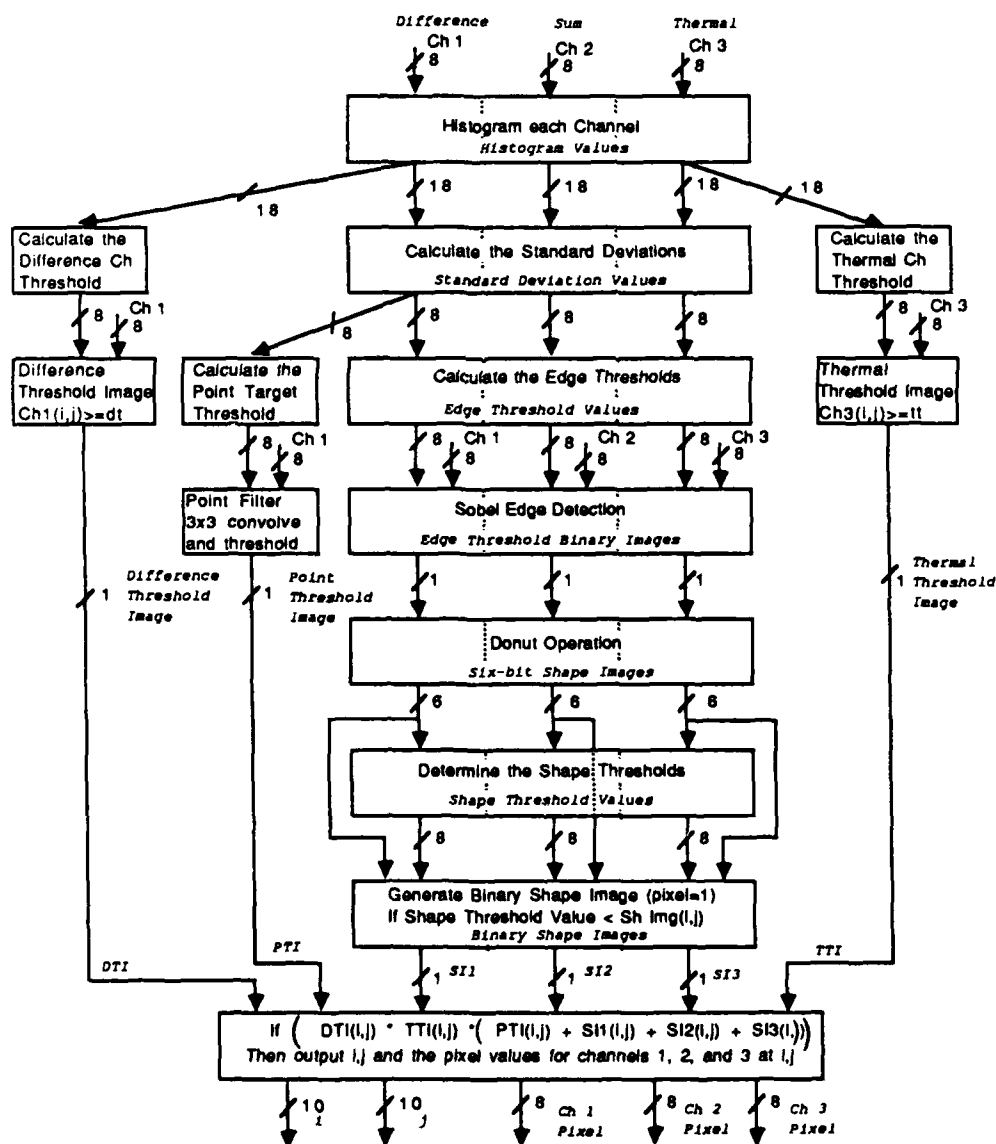 Difference Sum Thermal
Ch 1 Ch 2 Ch 3
8 8 8
Histogram each Channel
Histogram Values
18 18 18 18 18
Calculate the
Difference Ch
Threshold
Calculate the Standard Deviations
Standard Deviation Values
Calculate the
Thermal Ch
Threshold
8 Ch 1
8
8 8 8 8
8 Ch 3
8
Difference
Threshold Image
Ch1(i,j)>=dt
Calculate the
Point Target
Threshold
Calculate the Edge Thresholds
Edge Threshold Values
Thermal
Threshold Image
Ch3(i,j)>=tt
8 Ch 1
8
8 Ch 1
8
8 Ch 2
8
8 Ch 3
8
Point Filter
3x3 convolve
and threshold
Sobel Edge Detection
Edge Threshold Binary Images
1 Difference
Threshold
Image
1 Point
Threshold
Image
1 1 1
1 Thermal
Threshold
Image
Donut Operation
Six-bit Shape Images
6 6 6
Determine the Shape Thresholds
Shape Threshold Values
8 8 8
Generate Binary Shape Image (pixel=1)
If Shape Threshold Value < Sh Img(i,j)
Binary Shape Images
DTI PTI 1 SI1 1 SI2 1 SI3 TTI
If ( DTI(i,j) * TTI(i,j) *( PTI(i,j) + SI1(i,j) + SI2(i,j) + SI3(i,))
Then output i,j and the pixel values for channels 1, 2, and 3 at i,j
10 i 10 j 8 Ch 1 Pixel 8 Ch 2 Pixel 8 Ch 3 Pixel